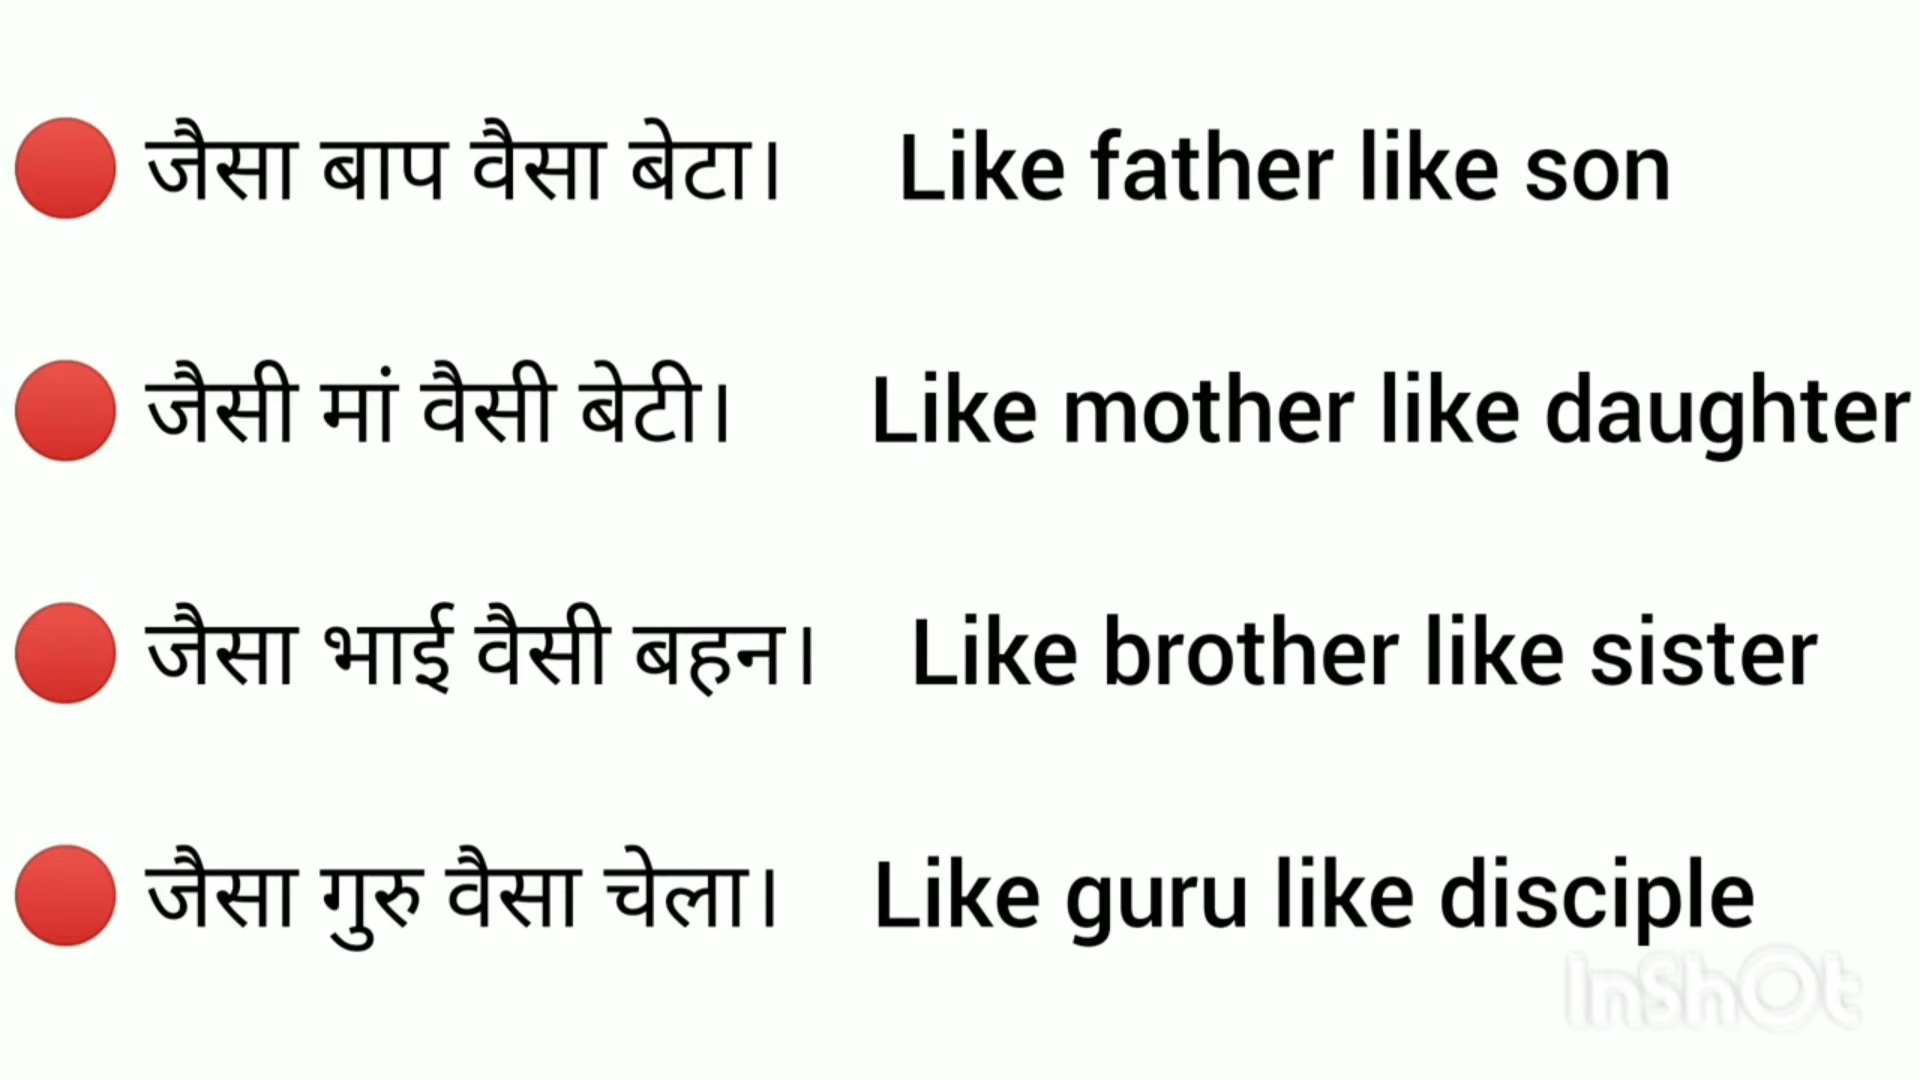 जैसा बाप वैसा बेटा। Like father like son
जैसी मां वैसी बेटी। Like mother like daughter
जैसा भाई वैसी बहन। Like brother like sister
जैसा गुरु वैसा चेला। Like guru like disciple
InShOt